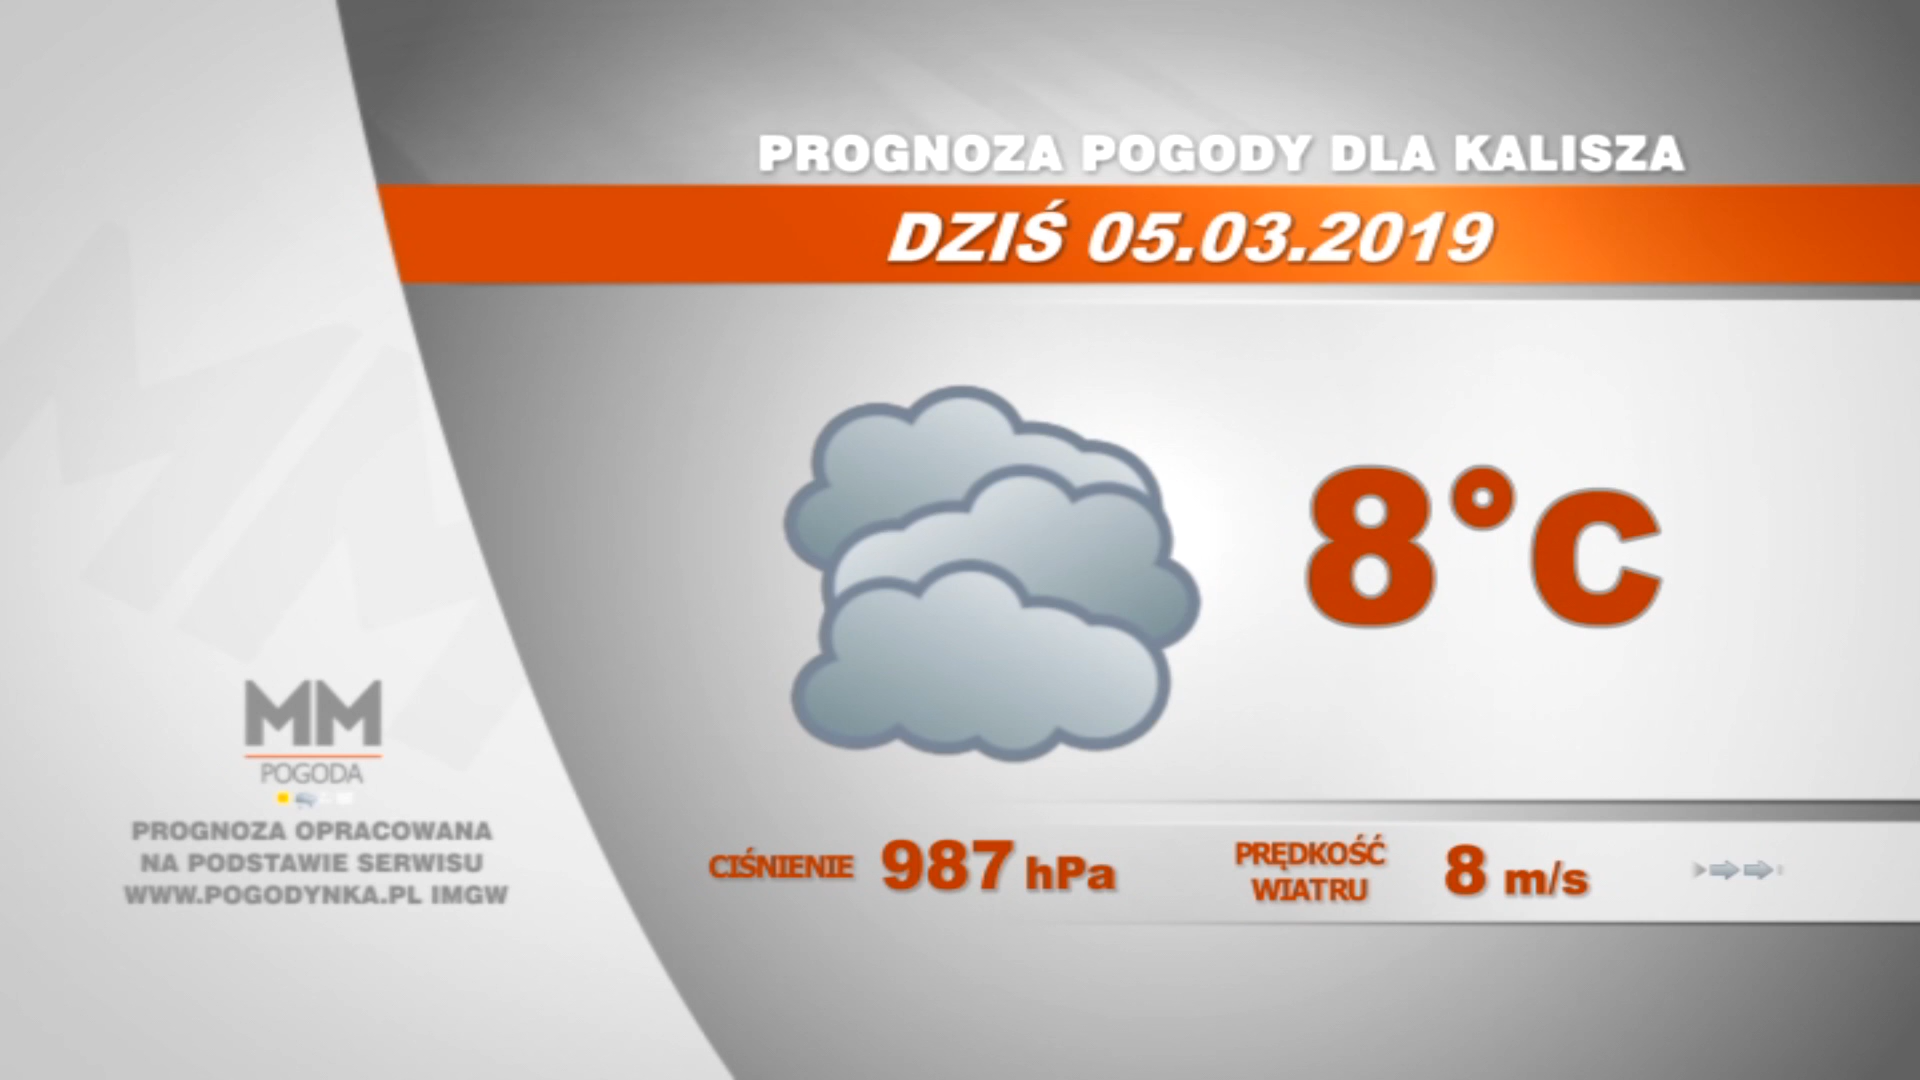 PROGNOZA POGODY DLA KALISZA
DZIŚ 05.03.2019
8°C
CIŚNIENIE 987 hPa
PRĘDKOŚĆ
WIATRU
8 m/s
MM
POGODA
PROGNOZA OPRACOWANA
NA PODSTAWIE SERWISU
WWW.POGODYNKA.PL IMGW